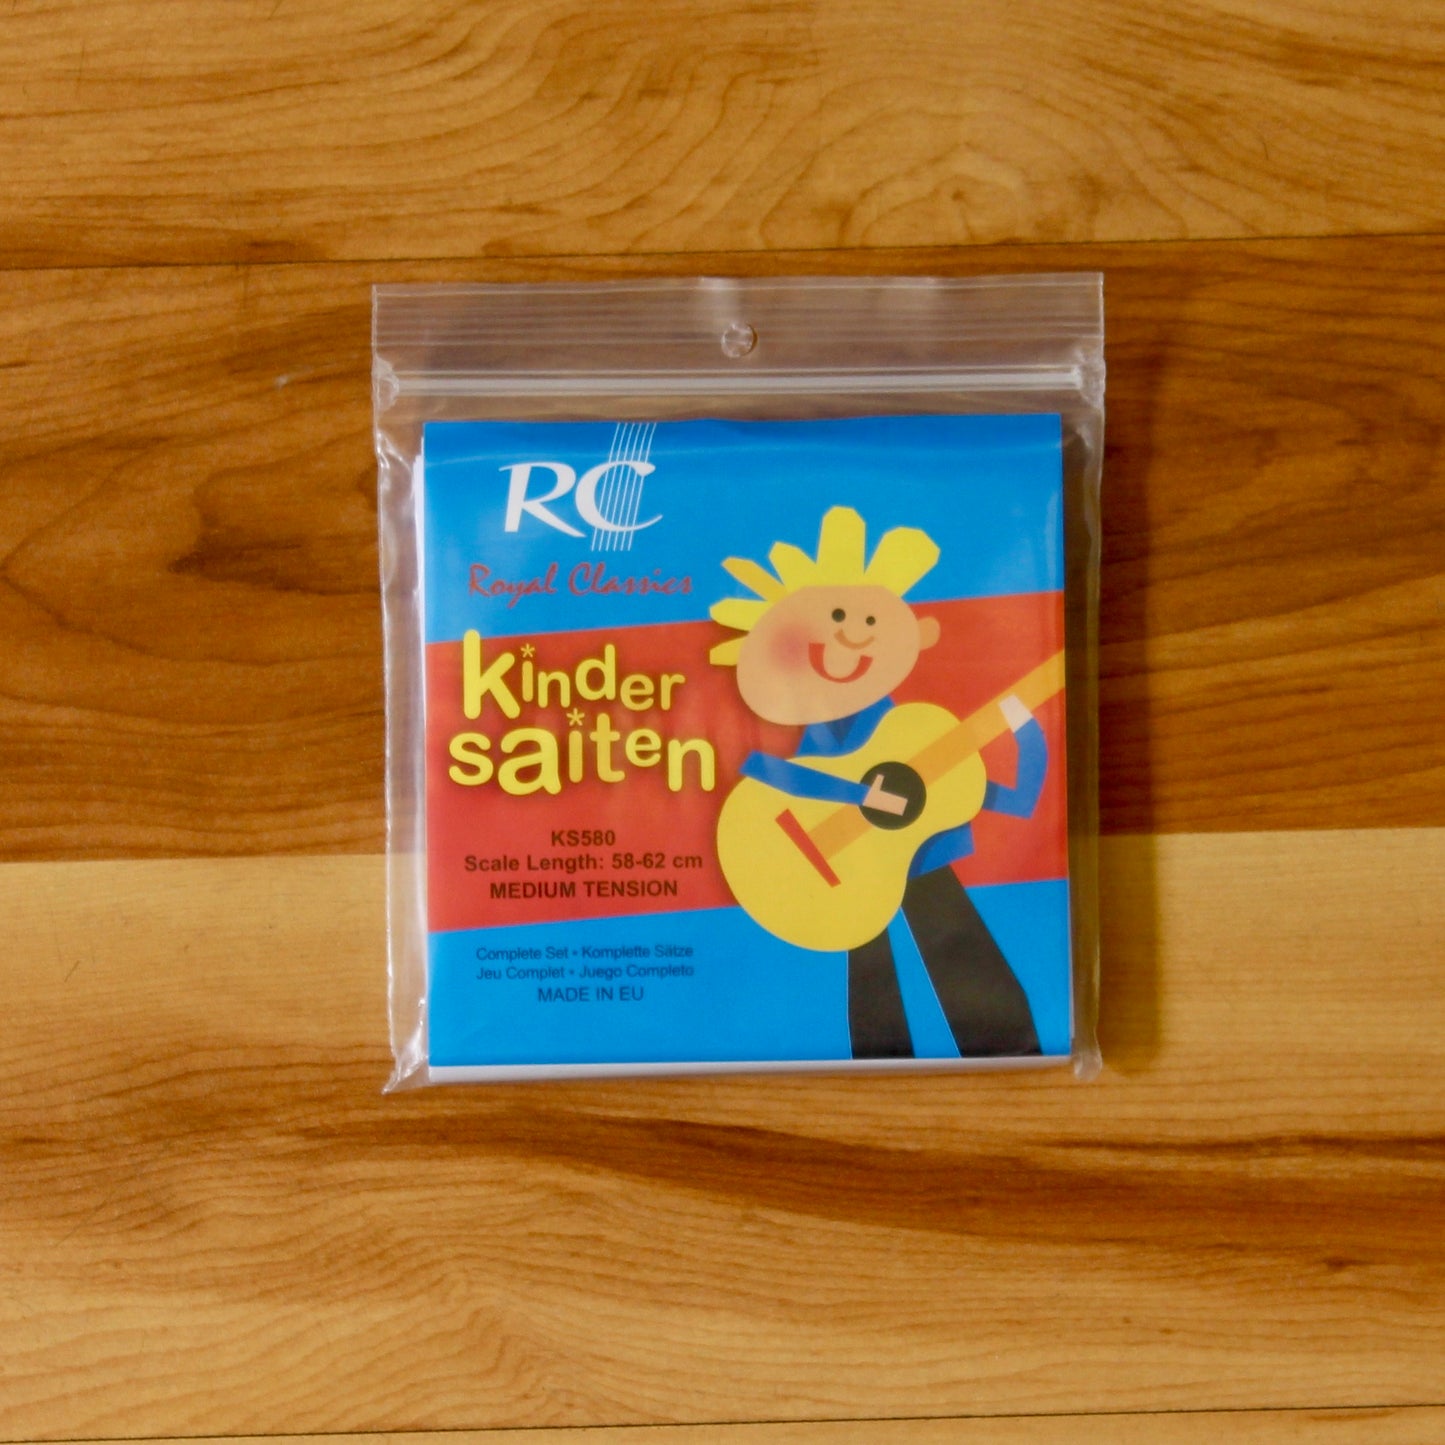 RC
Royal Classics
kinder
saiten
KS580
Scale Length: 58-62 cm
MEDIUM TENSION
Complete Set • Komplette Sätze
Jeu Complet • Juego Completo
MADE IN EU